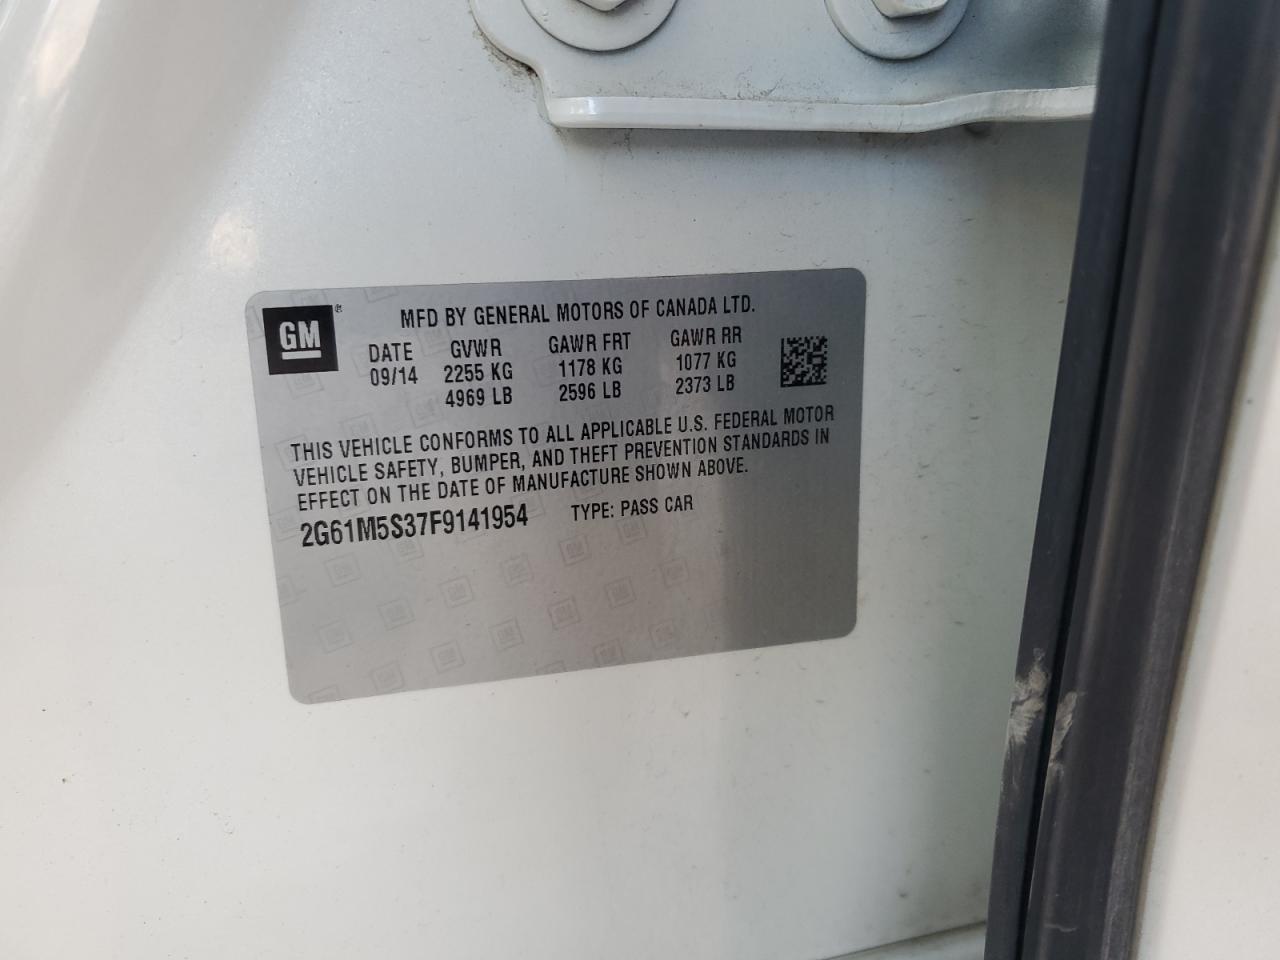 GM ®
MFD BY GENERAL MOTORS OF CANADA LTD.
DATE GVWR GAWR FRT GAWR RR
09/14 2255 KG 1178 KG 1077 KG
4969 LB 2596 LB 2373 LB
THIS VEHICLE CONFORMS TO ALL APPLICABLE U.S. FEDERAL MOTOR
VEHICLE SAFETY, BUMPER, AND THEFT PREVENTION STANDARDS IN
EFFECT ON THE DATE OF MANUFACTURE SHOWN ABOVE.
2G61M5S37F9141954 TYPE: PASS CAR